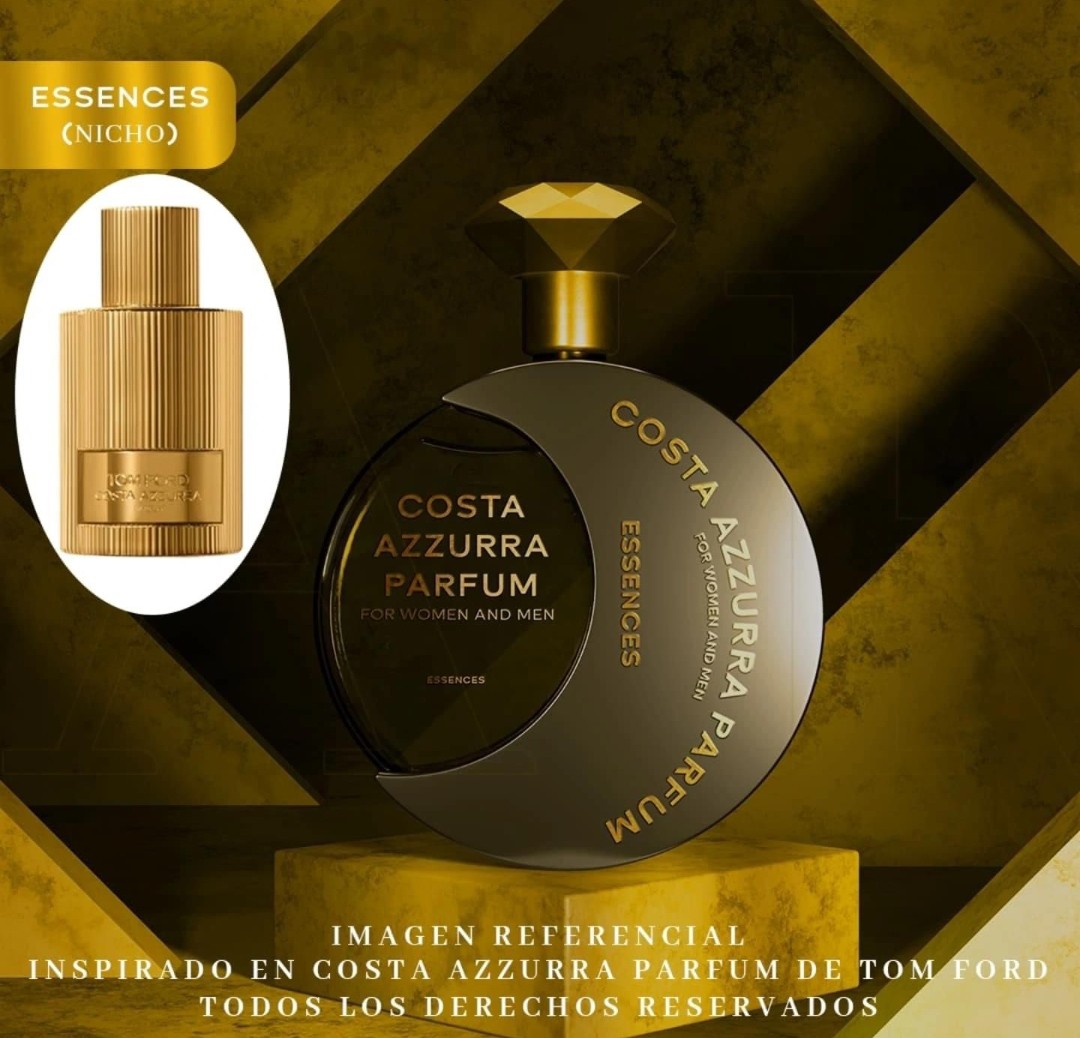 ESSENCES
(NICHO)
TOM FORD
COSTA AZZURRA
COSTA
AZZURRA
PARFUM
FOR WOMEN AND MEN
ESSENCES
COSTA AZZURRA PARFUM
FOR WOMEN AND MEN
ESSENCES
IMAGEN REFERENCIAL
INSPIRADO EN COSTA AZZURRA PARFUM DE TOM FORD
TODOS LOS DERECHOS RESERVADOS